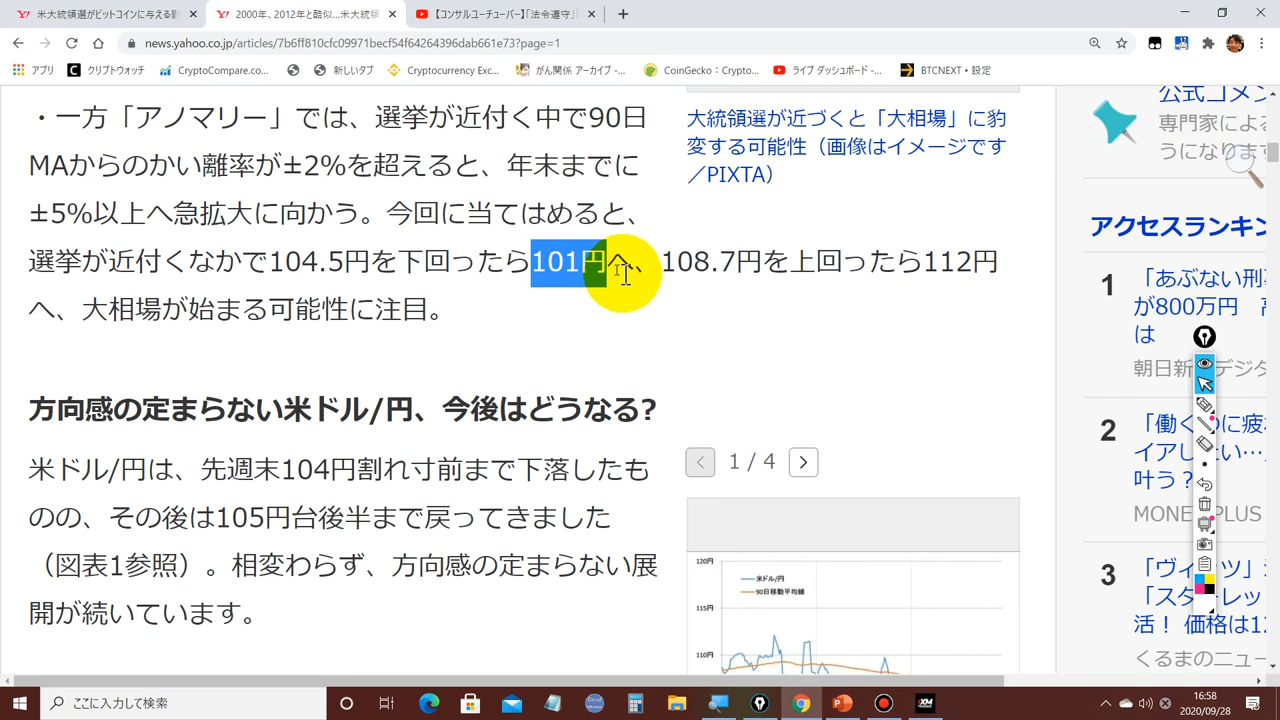 米大統領選がビットコインに与える影
2000年、2012年と酷似…米大統領
【コンサルユーチューバー】「法令遵守」「
news.yahoo.co.jp/articles/7b6ff810cfc09971becf54f64264396dab661e73?page=1
アプリ
クリプトウォッチ
CryptoCompare.co...
新しいタブ
Cryptocurrency Exc...
がん関係 アーカイブ -...
CoinGecko：Crypto...
ライブ ダッシュボード -...
BTCNEXT・設定
・一方「アノマリー」では、選挙が近付く中で90日
MAからのかい離率が±2%を超えると、年末までに
±5%以上へ急拡大に向かう。今回に当てはめると、
選挙が近付くなかで104.5円を下回ったら101円へ、108.7円を上回ったら112円
へ、大相場が始まる可能性に注目。
大統領選が近づくと「大相場」に豹
変する可能性（画像はイメージです
／PIXTA）
方向感の定まらない米ドル/円、今後はどうなる?
米ドル/円は、先週末104円割れ寸前まで下落したも
のの、その後は105円台後半まで戻ってきました
（図表1参照）。相変わらず、方向感の定まらない展
開が続いています。
1 / 4
120円
米ドル/円
90日移動平均線
115円
110円
公式コメン
専門家による
うになります
アクセスランキン
1
「あぶない刑
が800万円　高
は
朝日新
デジタ
2
「働く
に疲
イア
したい…
叶う？
MONE
PLUS
3
「ヴ
「ス
レッ
活！ 価格は12
くるまのニュー
ここに入力して検索
Dead
XM
16:58
2020/09/28